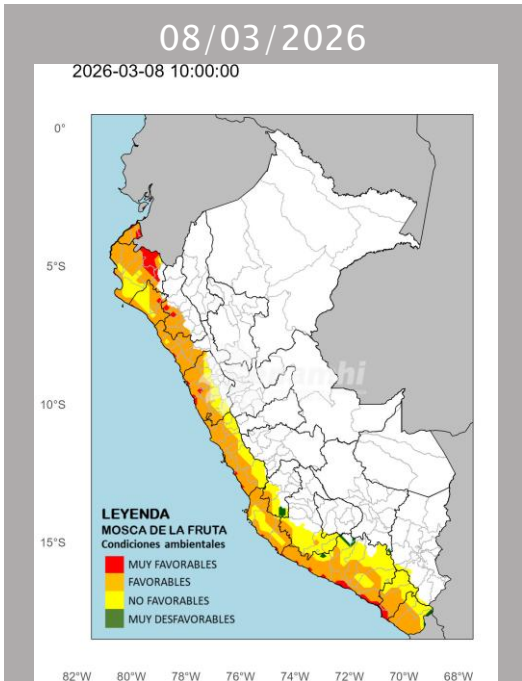 08/03/2026
2026-03-08 10:00:00
0°
5°S
10°S
15°S
LEYENDA
MOSCA DE LA FRUTA
Condiciones ambientales
MUY FAVORABLES
FAVORABLES
NO FAVORABLES
MUY DESFAVORABLES
82°W 80°W 78°W 76°W 74°W 72°W 70°W 68°W